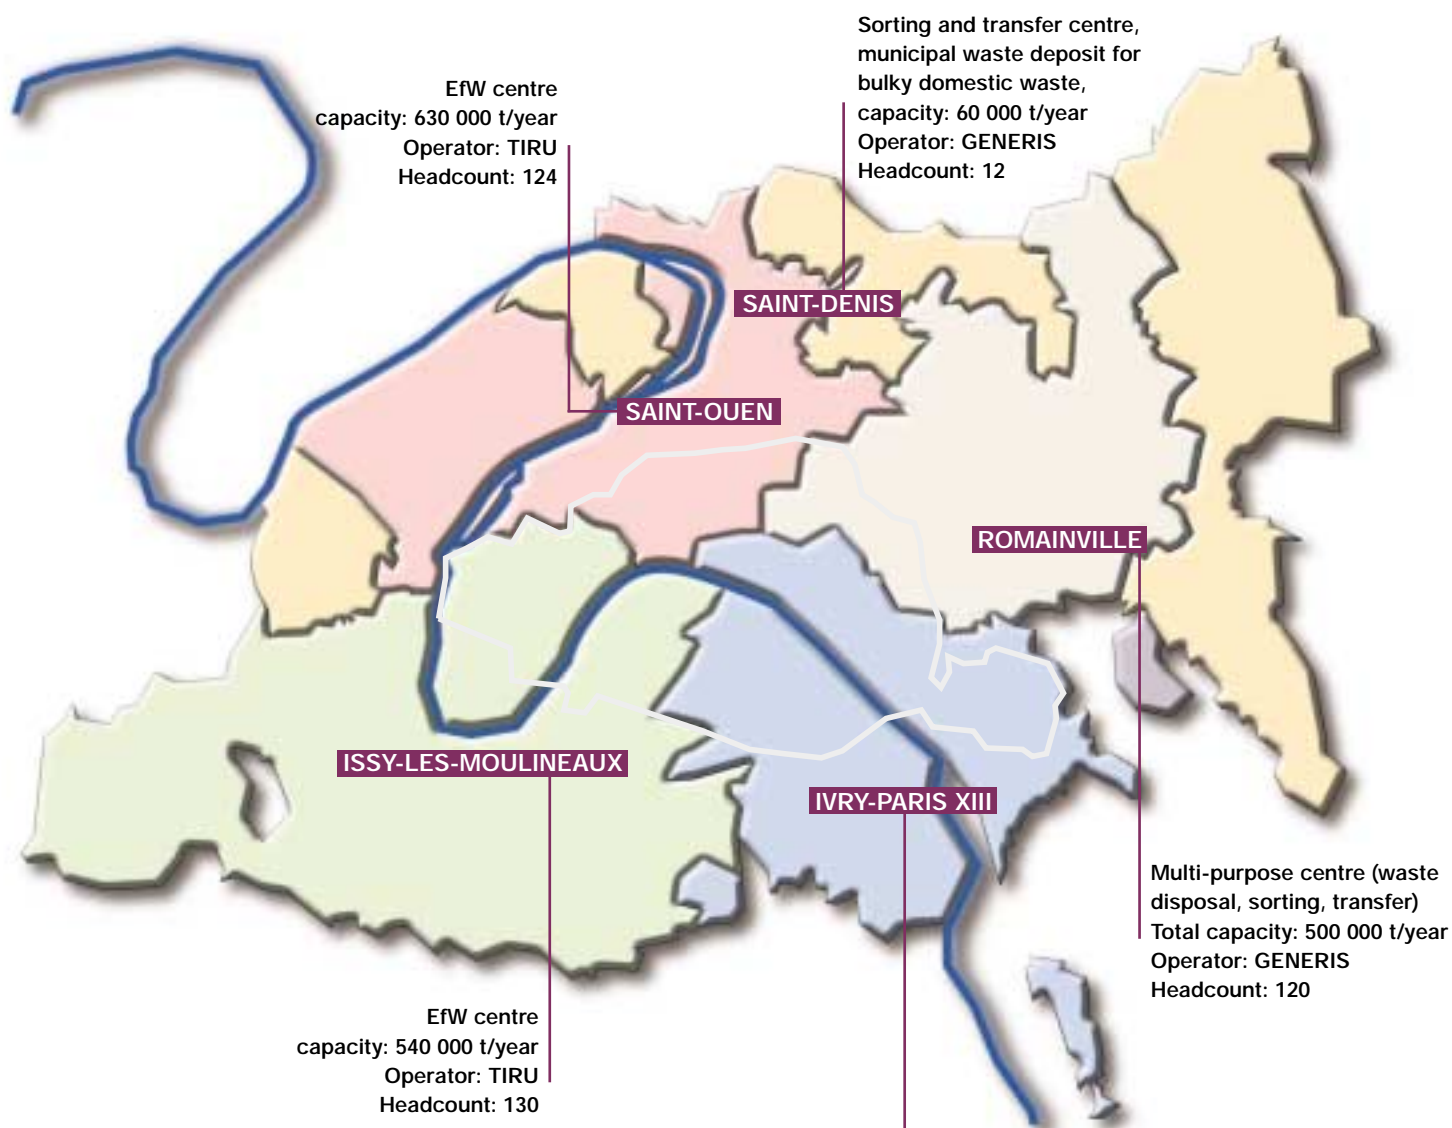 Sorting and transfer centre,
municipal waste deposit for
bulky domestic waste,
capacity: 60 000 t/year
Operator: GENERIS
Headcount: 12
EfW centre
capacity: 630 000 t/year
Operator: TIRU
Headcount: 124
SAINT-DENIS
SAINT-OUEN
ROMAINVILLE
ISSY-LES-MOULINEAUX
IVRY-PARIS XIII
Multi-purpose centre (waste
disposal, sorting, transfer)
Total capacity: 500 000 t/year
Operator: GENERIS
Headcount: 120
EfW centre
capacity: 540 000 t/year
Operator: TIRU
Headcount: 130